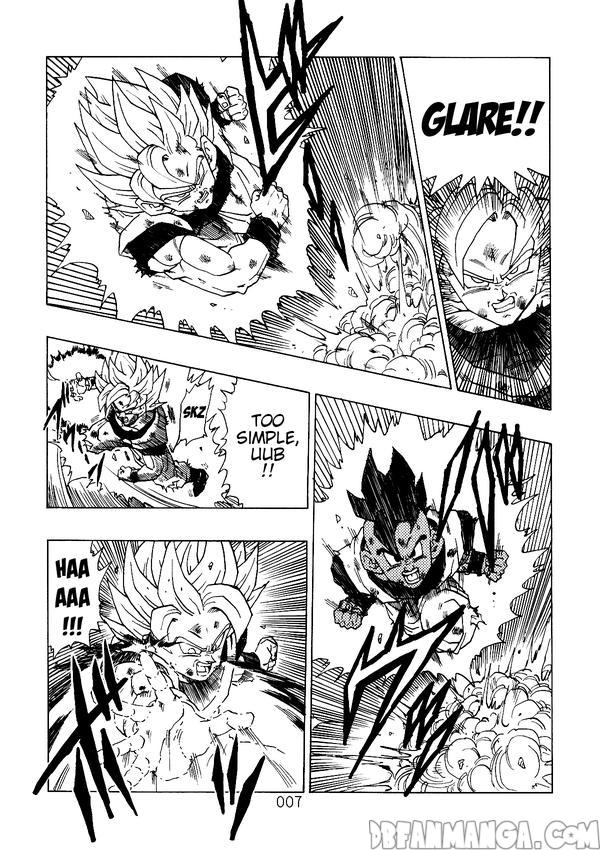 GLARE!!
TOO
SIMPLE,
UUB
!!
SKZ
HAA
AAA
!!!
007
DBFANMANGA.COM